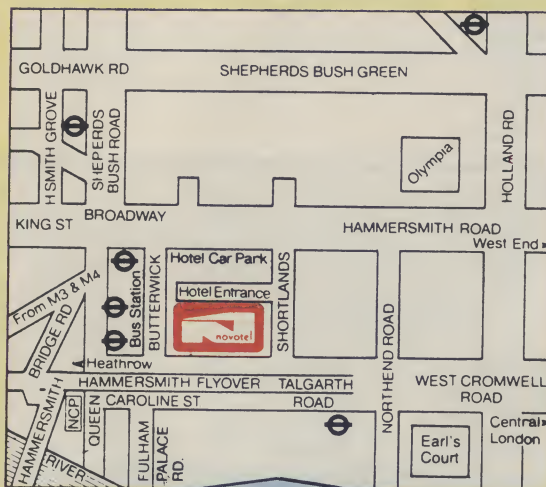 GOLDHAWK RD
SHEPHERDS BUSH GREEN
H,SMITH GROVE
SHEPERDS
BUSH ROAD
Olympia
HOLLAND RD
KING ST
BROADWAY
HAMMERSMITH ROAD
West End
From M3 & M4
Bus Station
BUTTERWICK
Hotel Car Park
Hotel Entrance
novotel
SHORTLANDS
HAMMERSMITH
BRIDGE RD
Heathrow
HAMMERSMITH FLYOVER
TALGARTH
ROAD
NORTHEND ROAD
WEST CROMWELL
ROAD
NCP
QUEEN
CAROLINE ST
FULHAM
PALACE
RD.
Earl's
Court
Central
London
RIVER